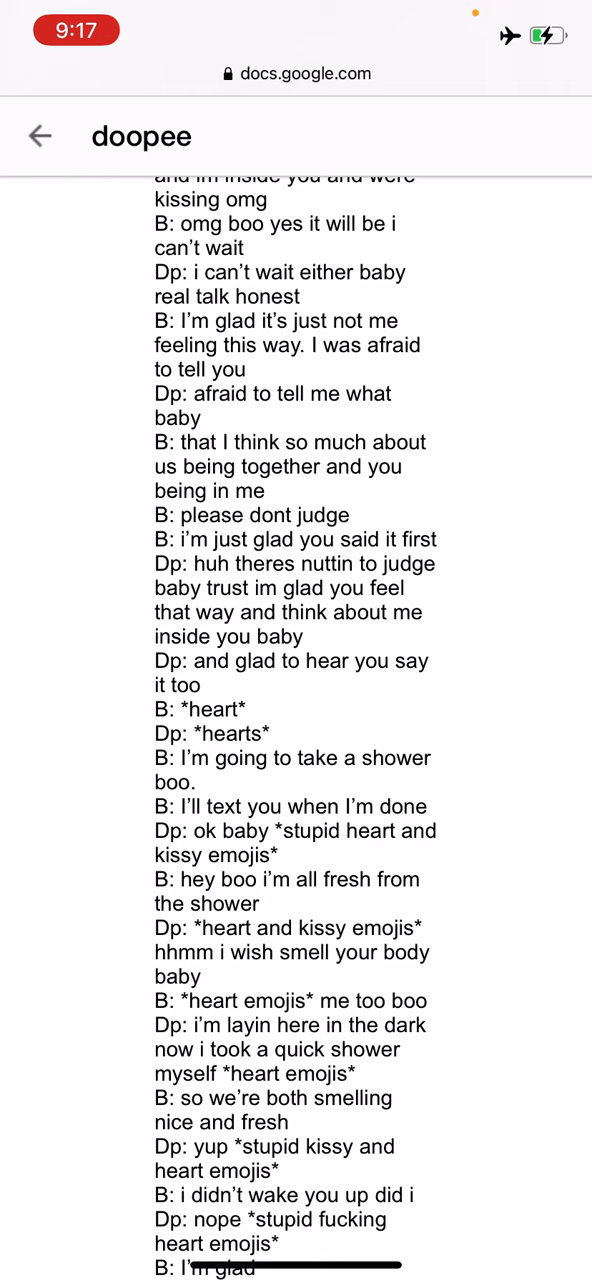 9:17
docs.google.com
doopee
and im inside you and were
kissing omg
B: omg boo yes it will be i
can’t wait
Dp: i can’t wait either baby
real talk honest
B: I’m glad it’s just not me
feeling this way. I was afraid
to tell you
Dp: afraid to tell me what
baby
B: that I think so much about
us being together and you
being in me
B: please dont judge
B: i’m just glad you said it first
Dp: huh theres nuttin to judge
baby trust im glad you feel
that way and think about me
inside you baby
Dp: and glad to hear you say
it too
B: *heart*
Dp: *hearts*
B: I’m going to take a shower
boo.
B: I’ll text you when I’m done
Dp: ok baby *stupid heart and
kissy emojis*
B: hey boo i’m all fresh from
the shower
Dp: *heart and kissy emojis*
hhmm i wish smell your body
baby
B: *heart emojis* me too boo
Dp: i’m layin here in the dark
now i took a quick shower
myself *heart emojis*
B: so we’re both smelling
nice and fresh
Dp: yup *stupid kissy and
heart emojis*
B: i didn’t wake you up did i
Dp: nope *stupid fucking
heart emojis*
B: I’m glad